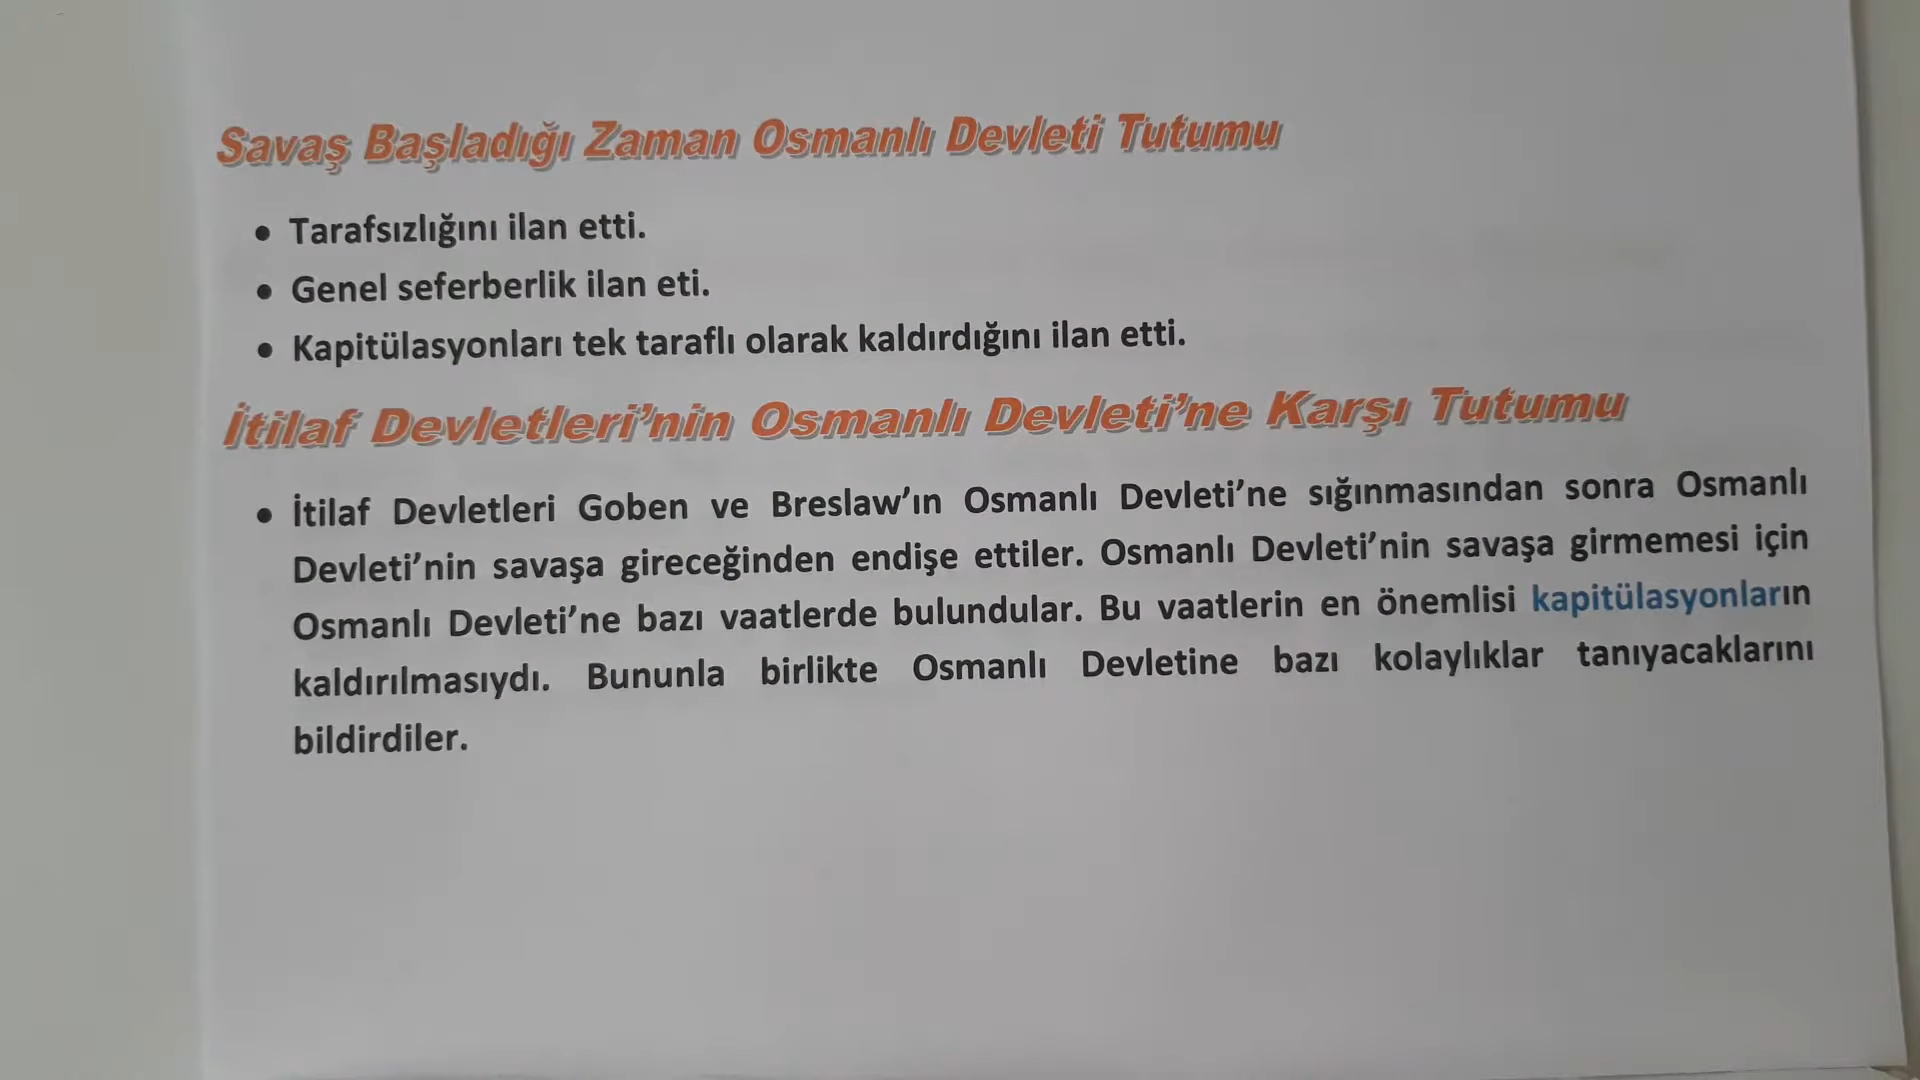 Savaş Başladığı Zaman Osmanlı Devleti Tutumu
• Tarafsızlığını ilan etti.
• Genel seferberlik ilan eti.
• Kapitülasyonları tek taraflı olarak kaldırdığını ilan etti.
İtilaf Devletleri’nin Osmanlı Devleti’ne Karşı Tutumu
• İtilaf Devletleri Goben ve Breslaw’ın Osmanlı Devleti’ne sığınmasından sonra Osmanlı
Devleti’nin savaşa gireceğinden endişe ettiler. Osmanlı Devleti’nin savaşa girmemesi için
Osmanlı Devleti’ne bazı vaatlerde bulundular. Bu vaatlerin en önemlisi kapitülasyonların
kaldırılmasıydı. Bununla birlikte Osmanlı Devletine bazı kolaylıklar tanıyacaklarını
bildirdiler.